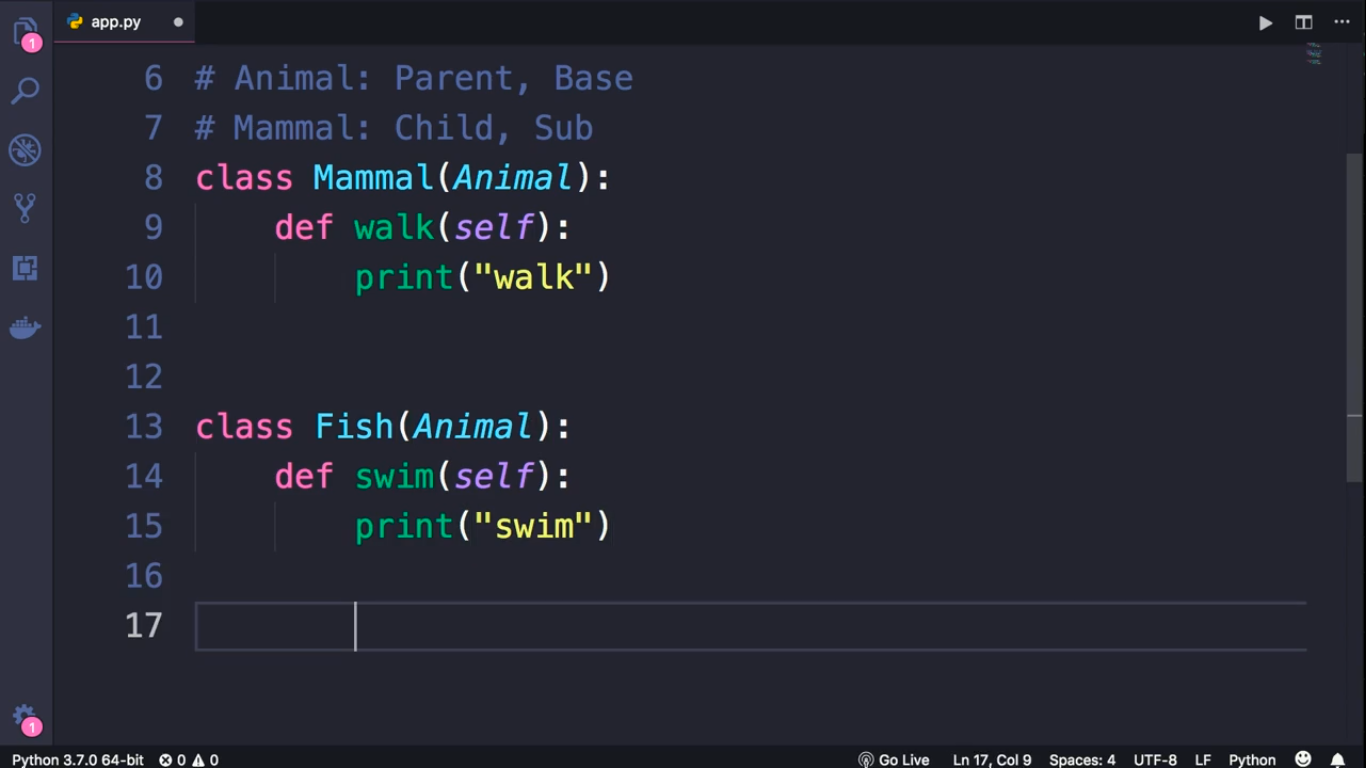 app.py
1
6 # Animal: Parent, Base
7 # Mammal: Child, Sub
8 class Mammal(Animal):
9     def walk(self):
10         print("walk")
11
12
13 class Fish(Animal):
14     def swim(self):
15         print("swim")
16
17
1
Python 3.7.0 64-bit 0 0 Go Live Ln 17, Col 9 Spaces: 4 UTF-8 LF Python